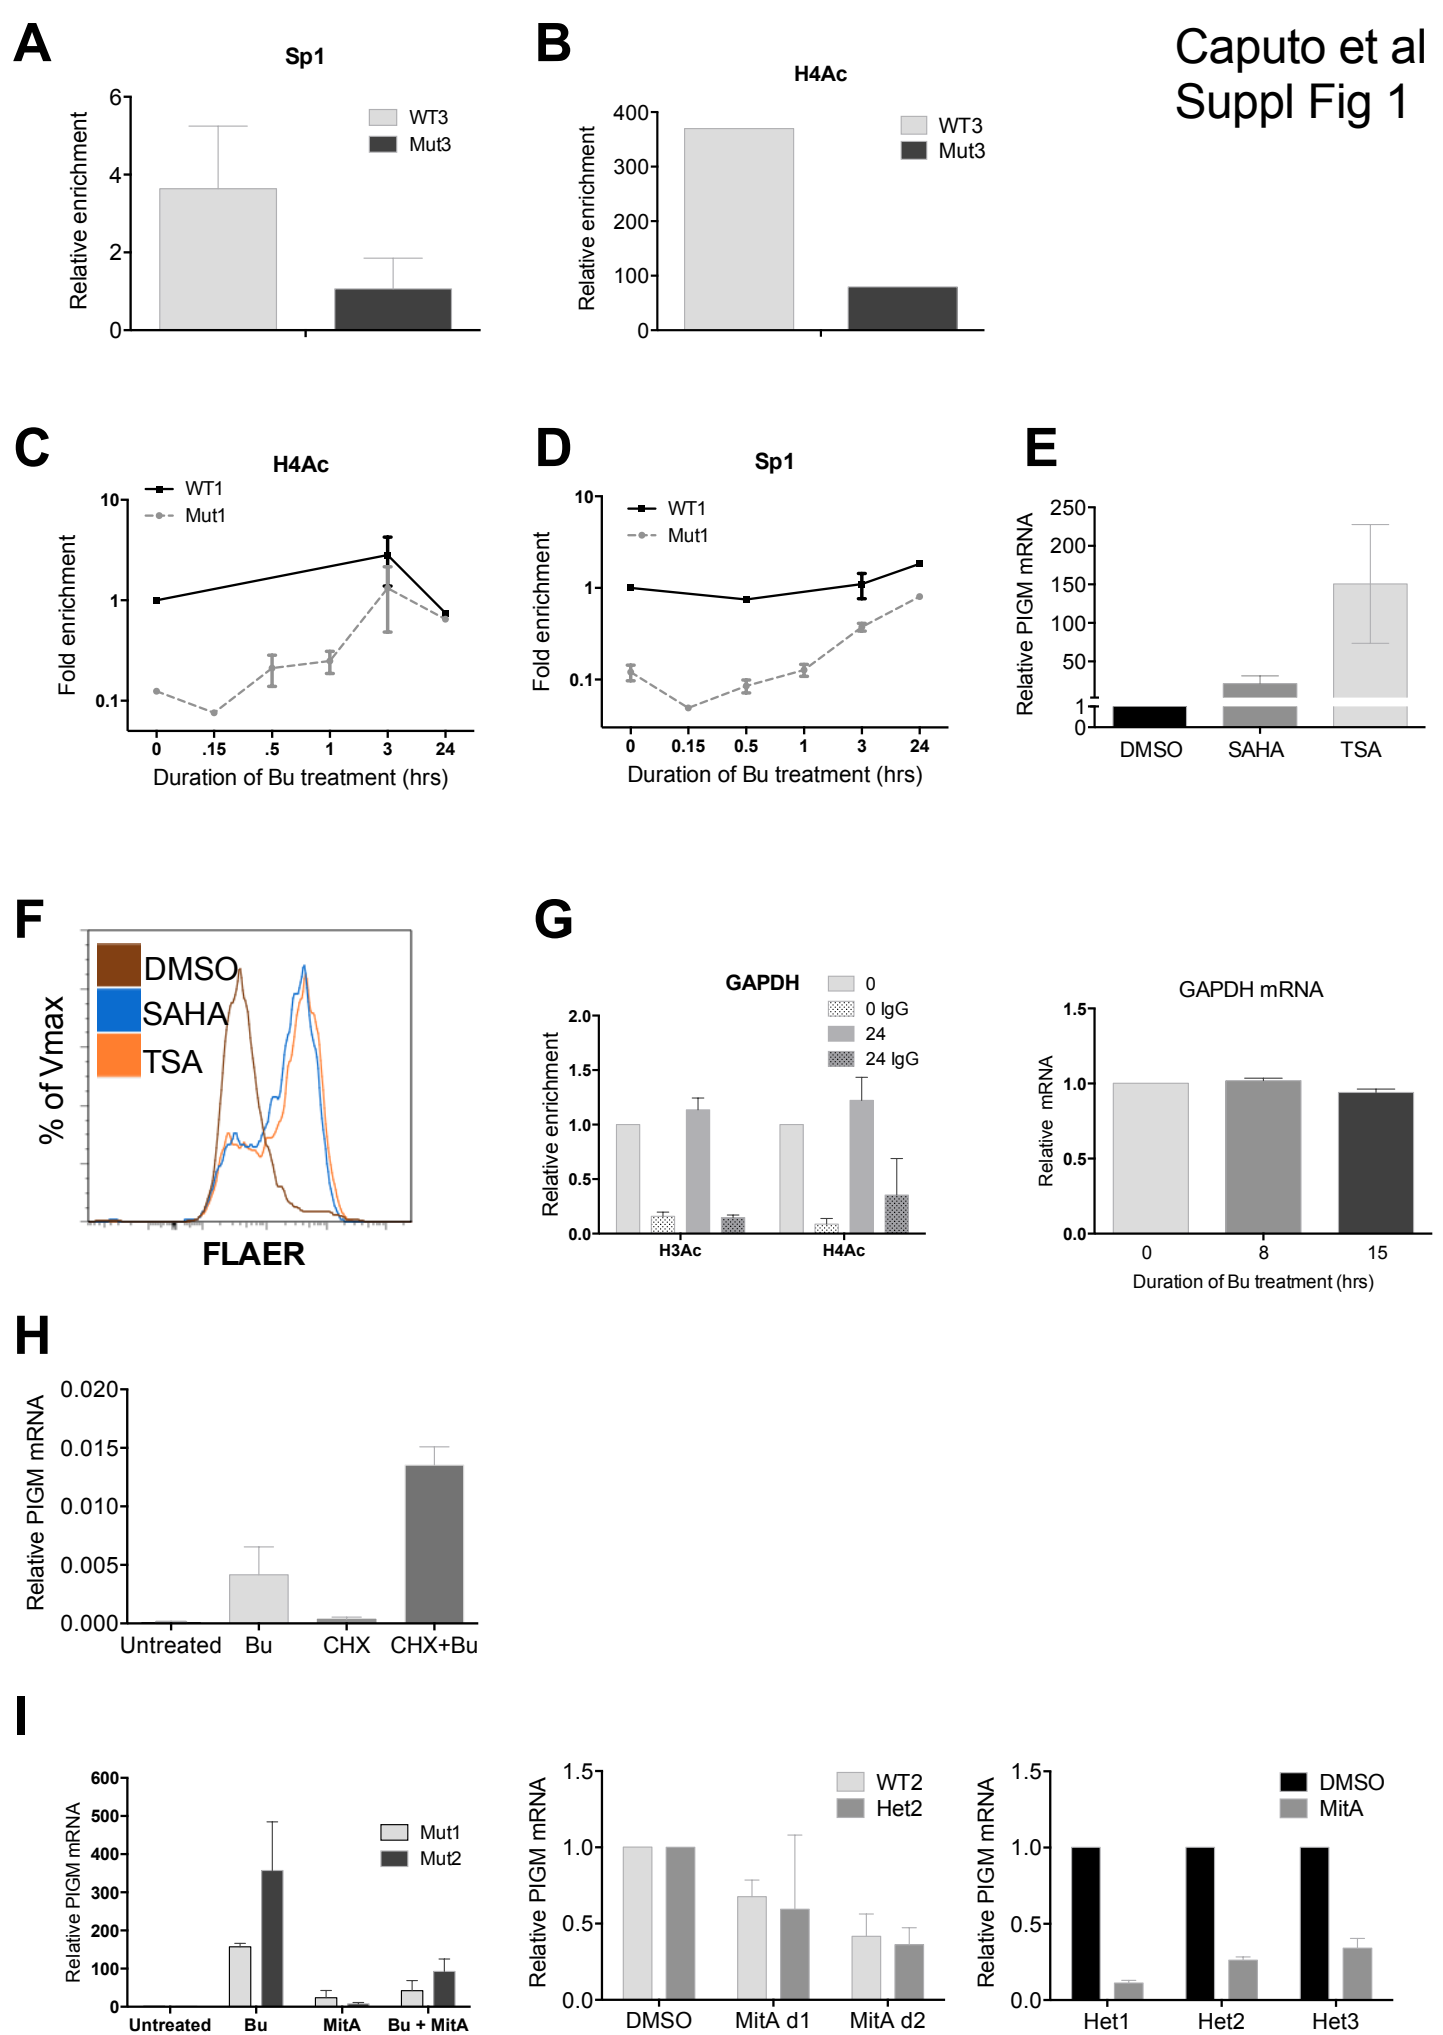 Caputo et al
Suppl Fig 1
A
Sp1
Relative enrichment
6
4
2
0
WT3
Mut3
B
H4Ac
Relative enrichment
400
300
200
100
0
WT3
Mut3
C
H4Ac
WT1
Mut1
Fold enrichment
10
1
0.1
0 .15 .5 1 3 24
Duration of Bu treatment (hrs)
D
Sp1
WT1
Mut1
Fold enrichment
10
1
0.1
0 0.15 0.5 1 3 24
Duration of Bu treatment (hrs)
E
Relative PIGM mRNA
250
200
150
100
50
1
0
DMSO SAHA TSA
F
DMSO
SAHA
TSA
% of Vmax
FLAER
G
GAPDH
0
0 IgG
24
24 IgG
Relative enrichment
2.0
1.5
1.0
0.5
0.0
H3Ac H4Ac
GAPDH mRNA
Relative mRNA
1.5
1.0
0.5
0.0
0 8 15
Duration of Bu treatment (hrs)
H
Relative PIGM mRNA
0.020
0.015
0.010
0.005
0.000
Untreated Bu CHX CHX+Bu
I
Relative PIGM mRNA
600
500
400
300
200
100
0
Mut1
Mut2
Untreated Bu MitA Bu + MitA
Relative PIGM mRNA
1.5
1.0
0.5
0.0
WT2
Het2
DMSO MitA d1 MitA d2
Relative PIGM mRNA
1.5
1.0
0.5
0.0
DMSO
MitA
Het1 Het2 Het3